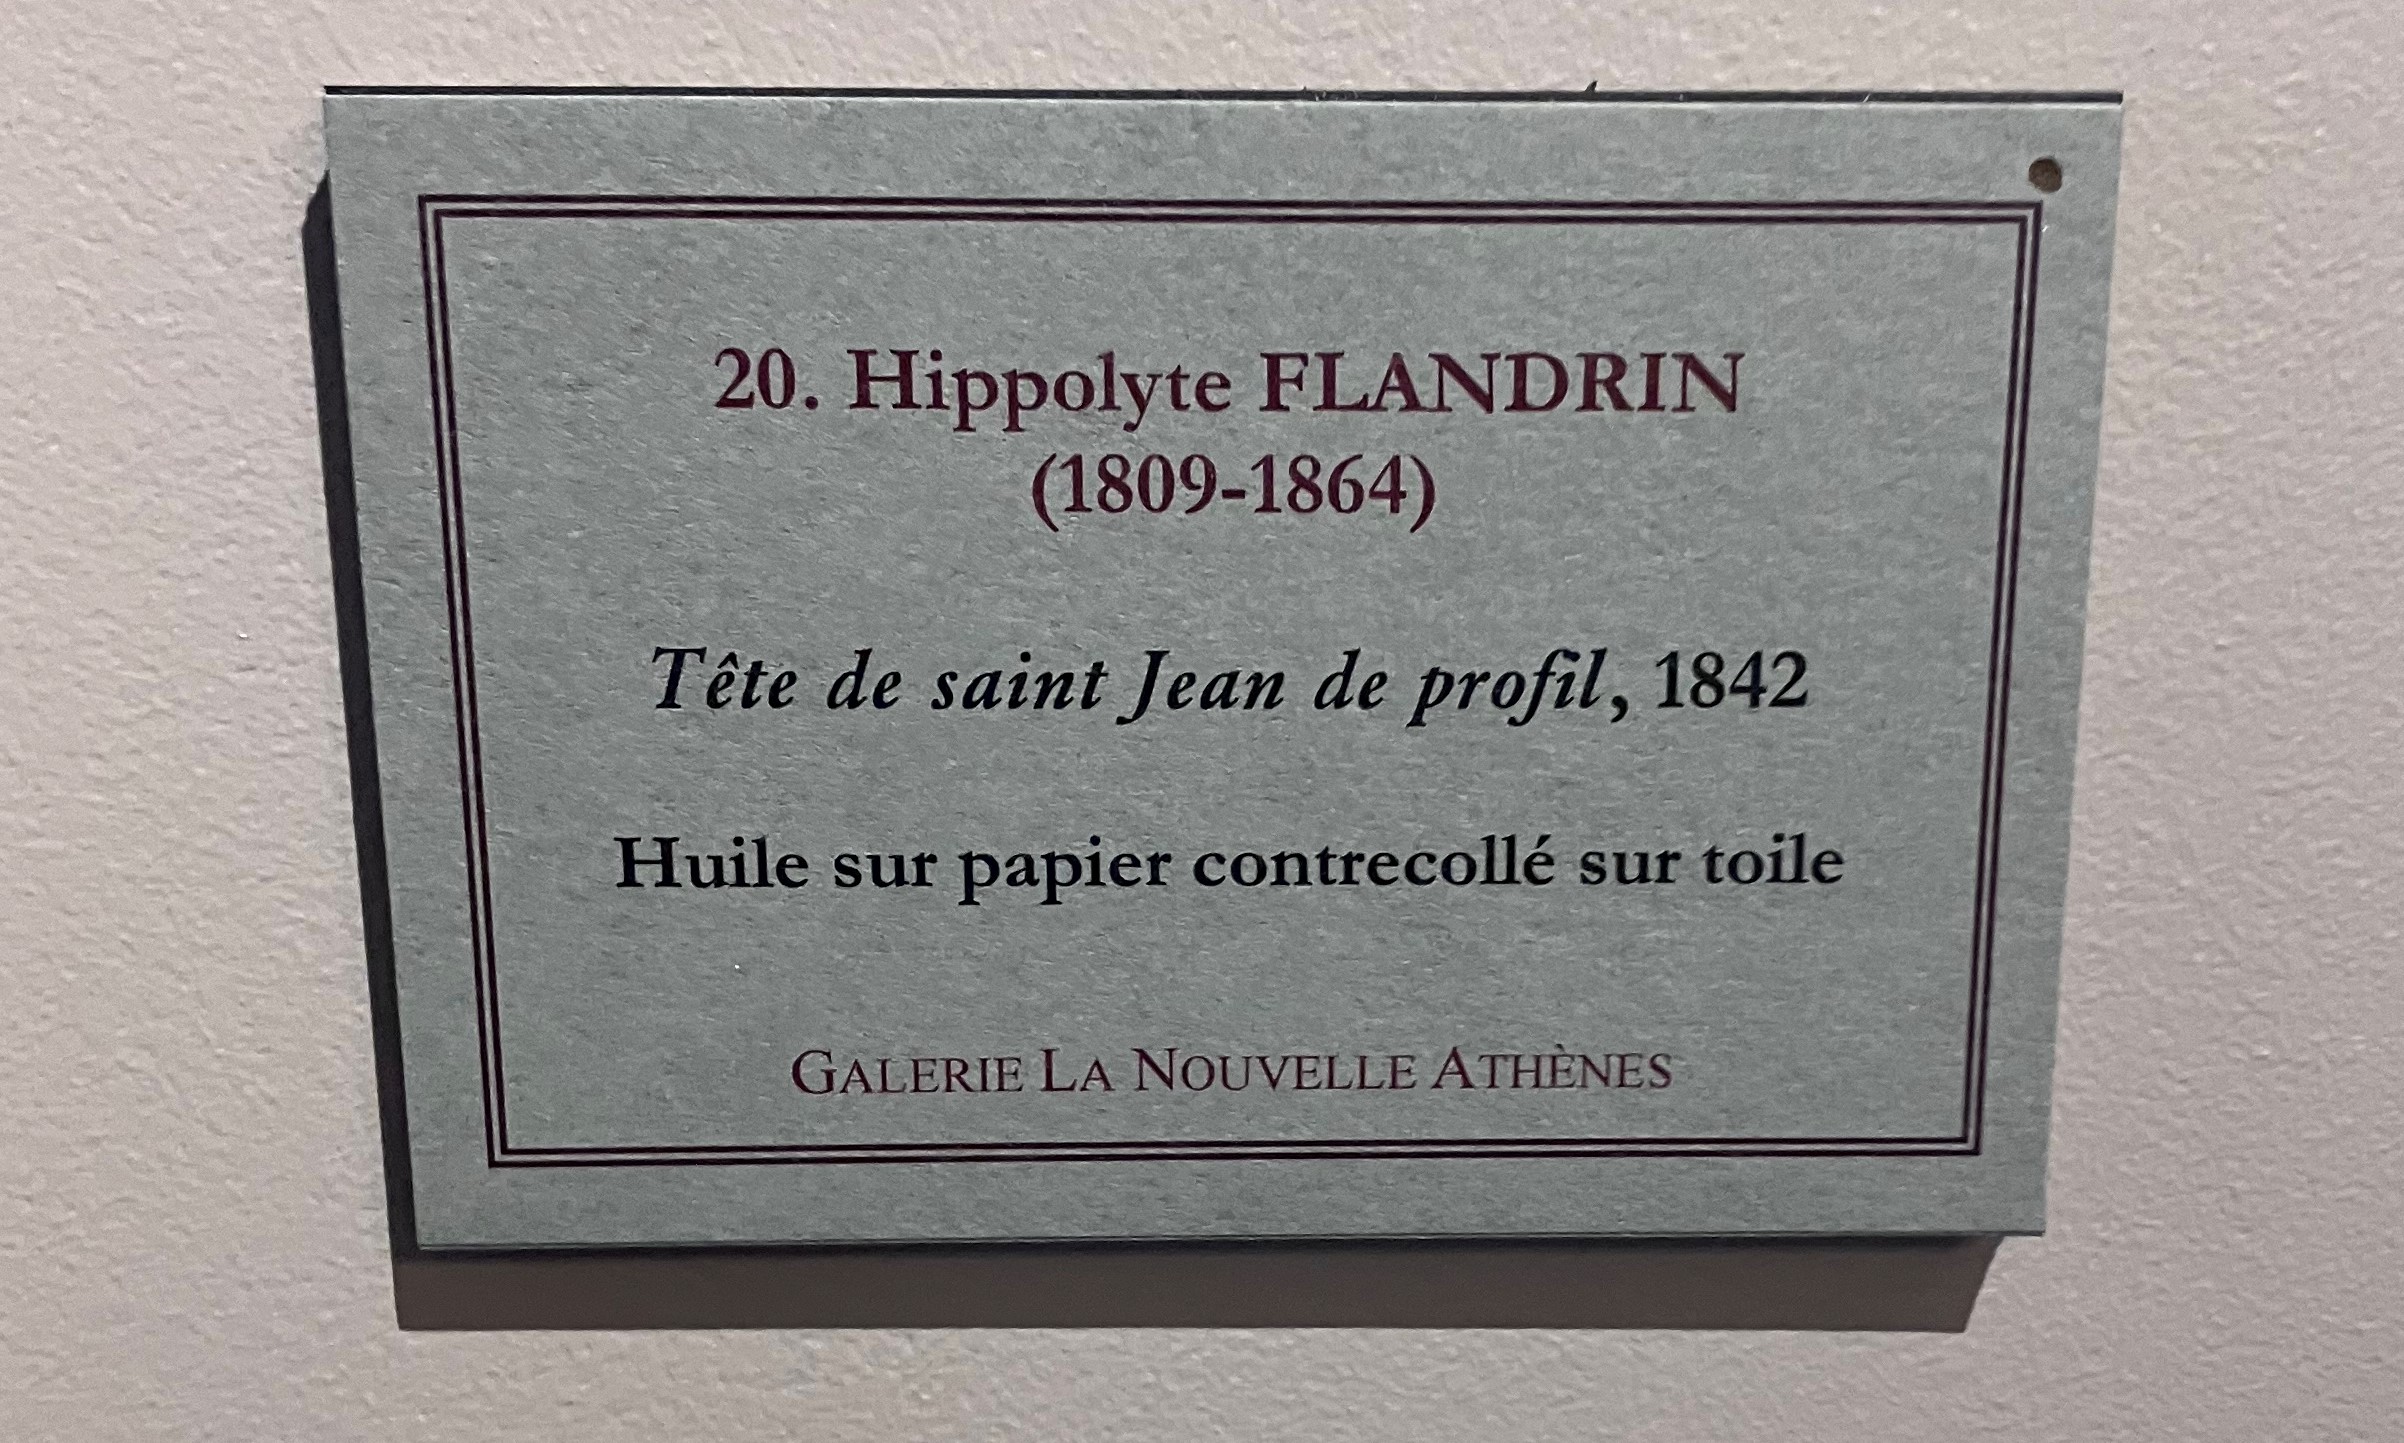 20. Hippolyte FLANDRIN
(1809-1864)
Tête de saint Jean de profil, 1842
Huile sur papier contrecollé sur toile
GALERIE LA NOUVELLE ATHÈNES